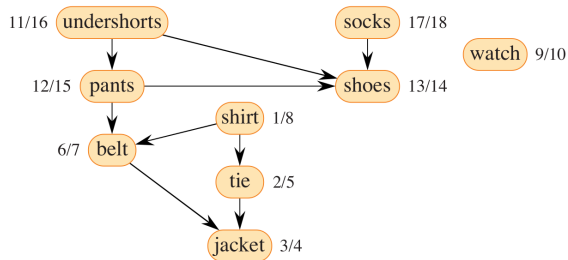 11/16 undershorts socks 17/18
watch 9/10
12/15 pants shoes 13/14
shirt 1/8
6/7 belt
tie 2/5
jacket 3/4